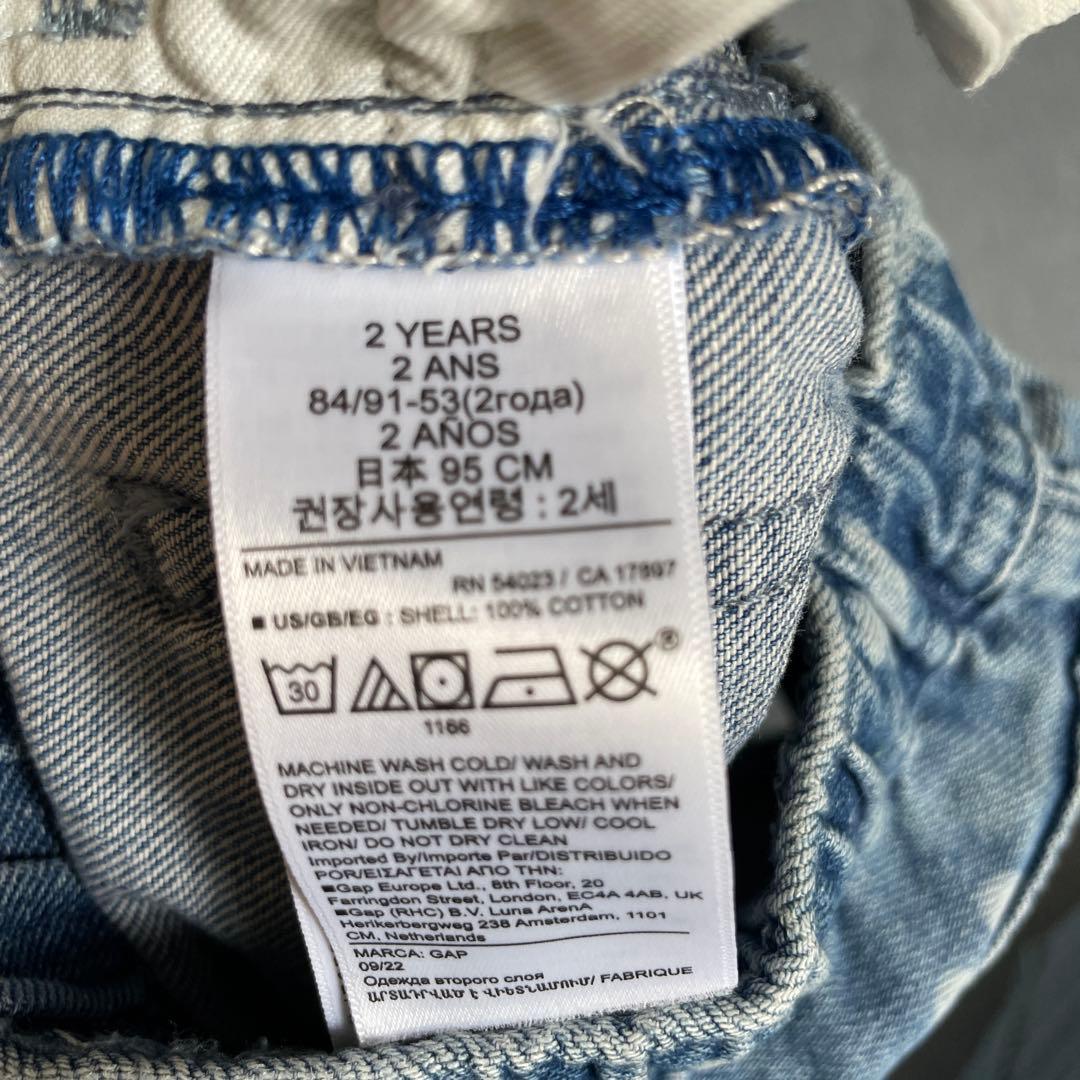 2 YEARS
2 ANS
84/91-53(2года)
2 AÑOS
日本 95 CM
권장사용연령 : 2세
MADE IN VIETNAM
RN 54023 / CA 17897
■ US/GB/EG : SHELL: 100% COTTON
30
®
1166
MACHINE WASH COLD/ WASH AND
DRY INSIDE OUT WITH LIKE COLORS/
ONLY NON-CHLORINE BLEACH WHEN
NEEDED/ TUMBLE DRY LOW/ COOL
IRON/ DO NOT DRY CLEAN
Imported By/Importe Par/DISTRIBUIDO
POR/ΕΙΣΑΓΕΤΑΙ ΑΠΟ ΤΗΝ:
■Gap Europe Ltd., 8th Floor, 20
Farringdon Street, London, EC4A 4AB, UK
■Gap (RHC) B.V. Luna ArenA
Herikerbergweg 238 Amsterdam, 1101
CM, Netherlands
MARCA: GAP
09/22
Одежда второго слоя
ԱՐՏԱԴՐՎԱԾ Է ՎԻԵՏՆԱՄՈՒՄ/ FABRIQUE